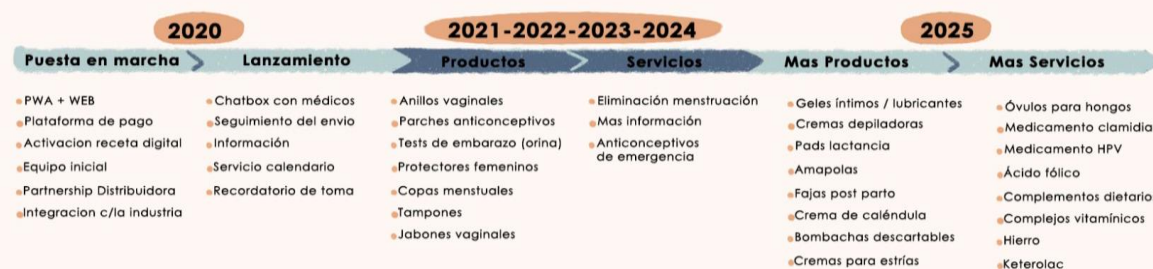 2020
2021-2022-2023-2024
2025
Puesta en marcha
Lanzamiento
Productos
Servicios
Mas Productos
Mas Servicios
PWA + WEB
Plataforma de pago
Activacion receta digital
Equipo inicial
Partnership Distribuidora
Integracion c/la industria
Chatbox con médicos
Seguimiento del envio
Información
Servicio calendario
Recordatorio de toma
Anillos vaginales
Parches anticonceptivos
Tests de embarazo (orina)
Protectores femeninos
Copas menstuales
Tampones
Jabones vaginales
Eliminación menstruación
Mas información
Anticonceptivos
de emergencia
Geles íntimos / lubricantes
Cremas depiladoras
Pads lactancia
Amapolas
Fajas post parto
Crema de caléndula
Bombachas descartables
Cremas para estrías
Óvulos para hongos
Medicamento clamidia
Medicamento HPV
Ácido fólico
Complementos dietario
Complejos vitamínicos
Hierro
Keterolac